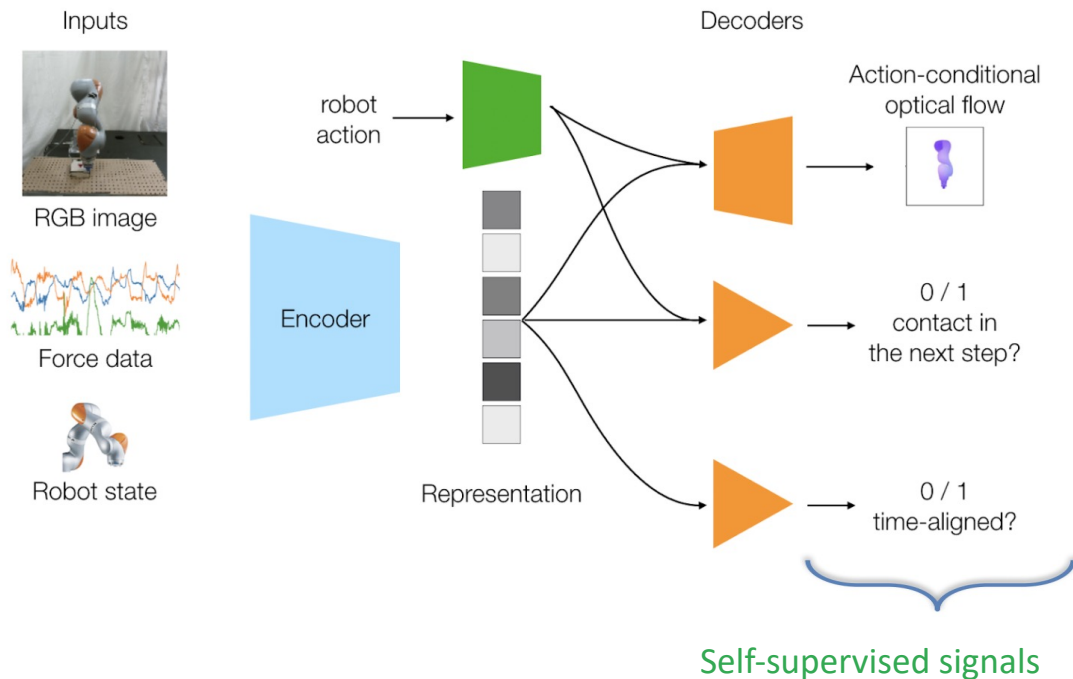 Inputs
Decoders
RGB image
Force data
Robot state
robot
action
Encoder
Representation
Action-conditional
optical flow
0 / 1
contact in
the next step?
0 / 1
time-aligned?
Self-supervised signals